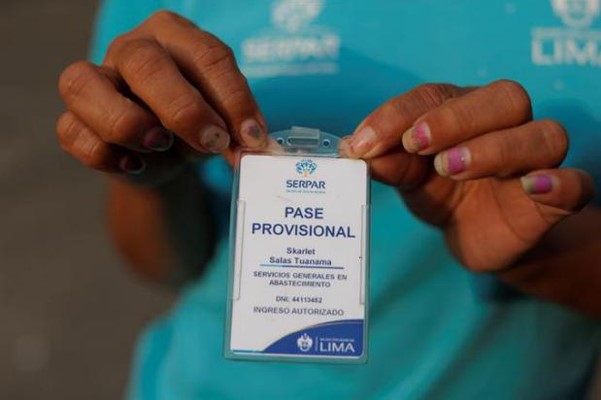 SERPAR
LIMA
SERPAR
PASE
PROVISIONAL
Skarlet
Salas Tuanama
SERVICIOS GENERALES EN
ABASTECIMIENTO
DNI: 44113452
INGRESO AUTORIZADO
LIMA